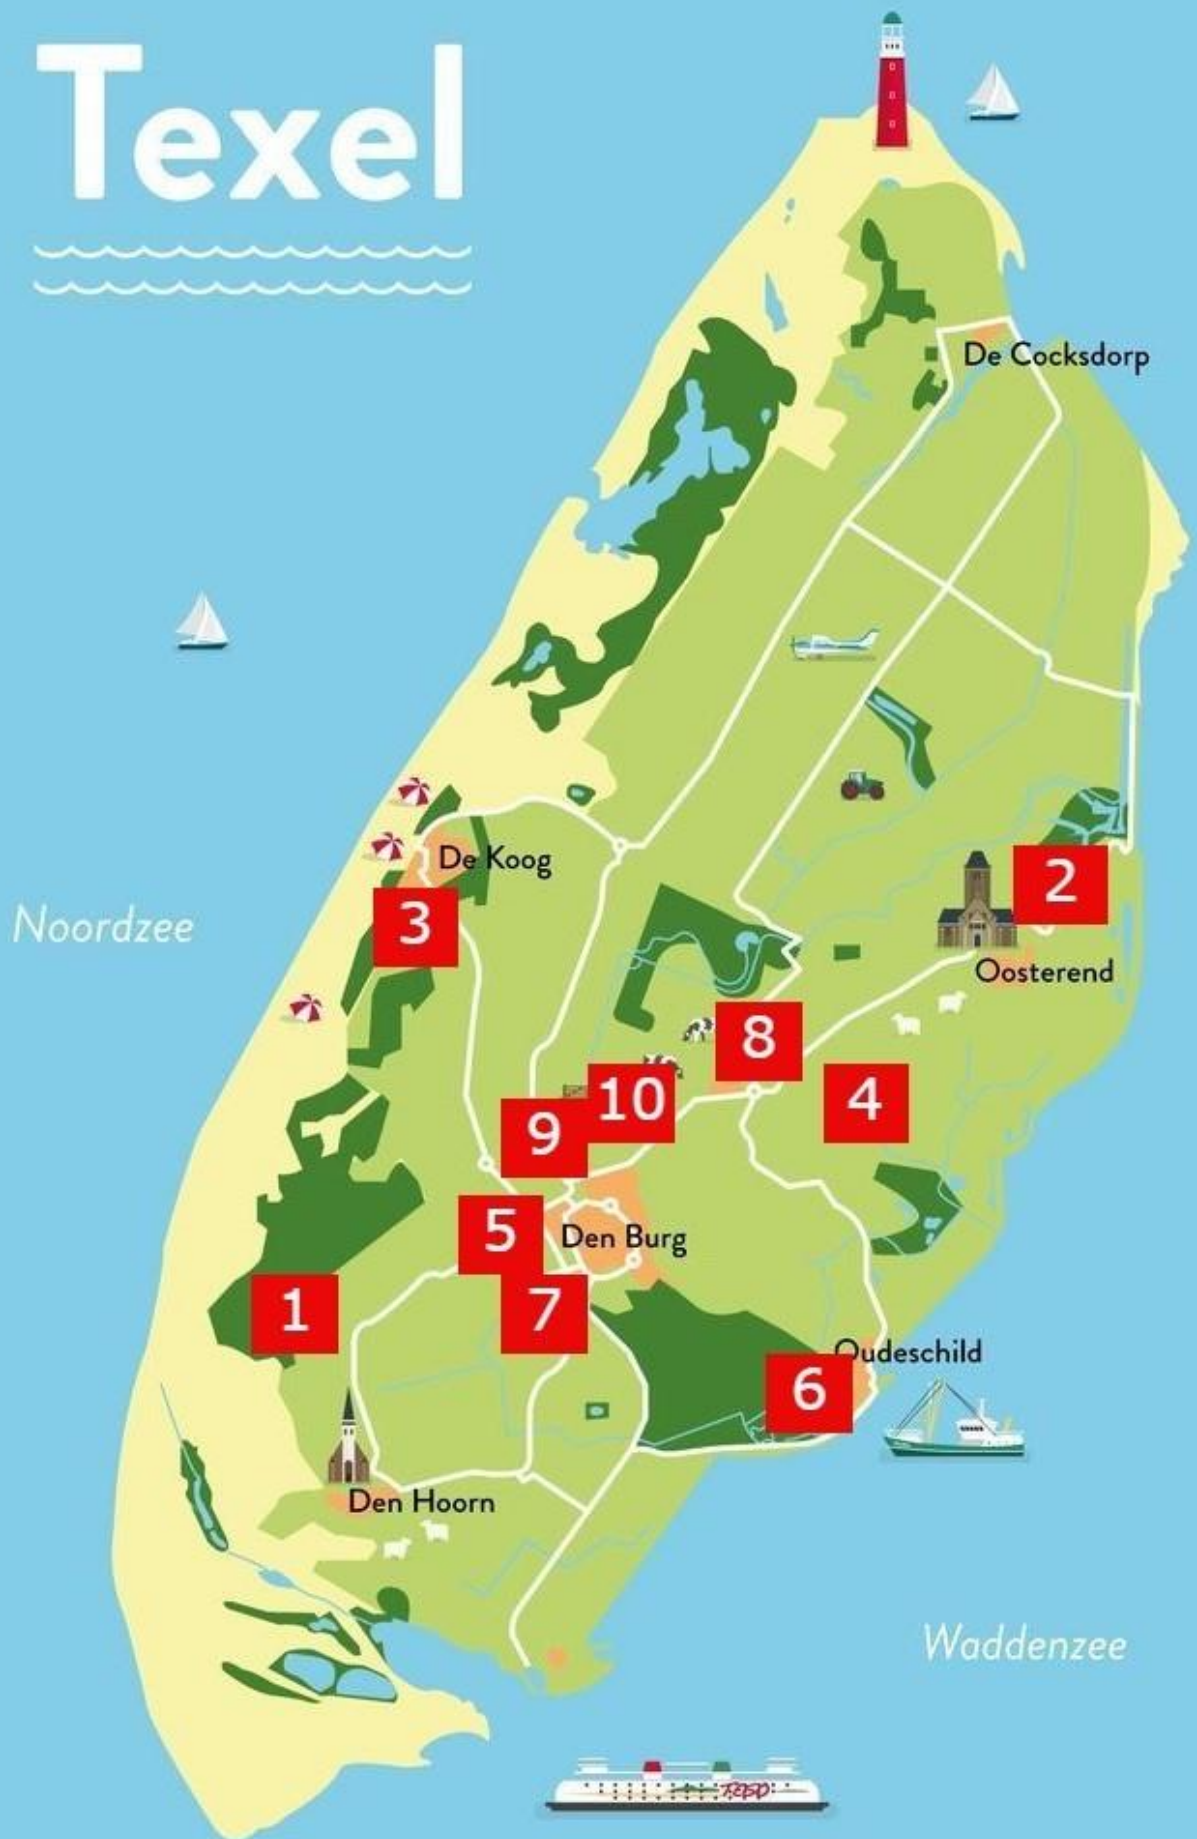 Texel
De Cocksdorp
De Koog
2
3
Noordzee
Oosterend
8
10
4
9
5
Den Burg
1
7
Oudeschild
6
Den Hoorn
Waddenzee